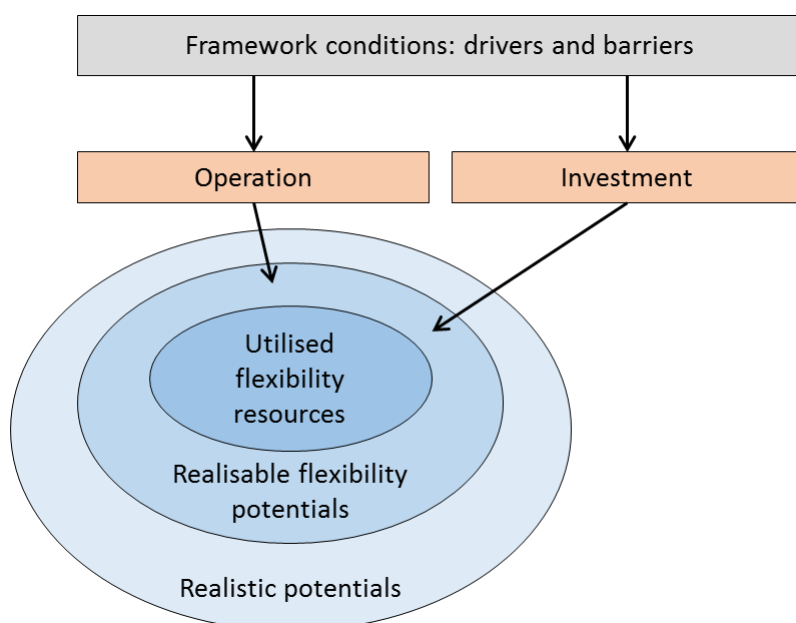 Framework conditions: drivers and barriers
Operation
Investment
Utilised
flexibility
resources
Realisable flexibility
potentials
Realistic potentials